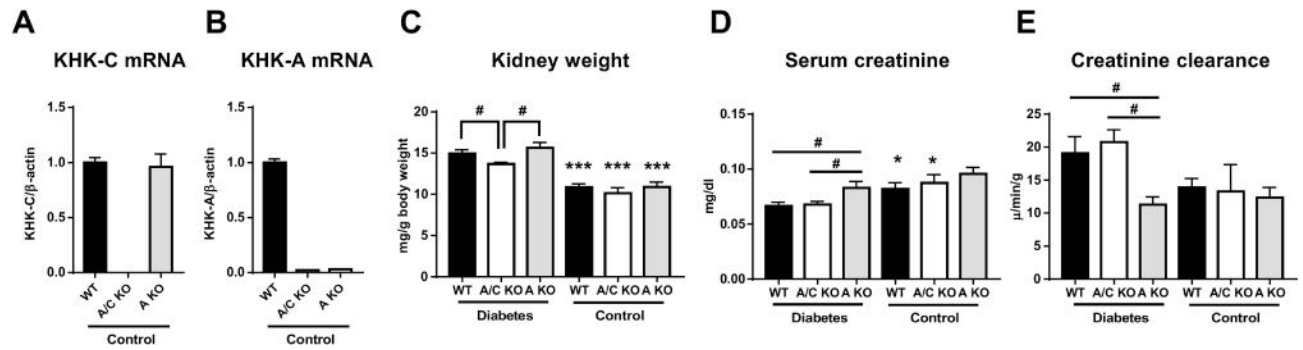 A
KHK-C mRNA
KHK-C/β-actin
1.5
1.0
0.5
0.0
WT
A/C KO
A KO
Control
B
KHK-A mRNA
KHK-A/β-actin
1.5
1.0
0.5
0.0
WT
A/C KO
A KO
Control
C
Kidney weight
mg/g body weight
20
15
10
5
0
# #
*** *** ***
WT A/C KO A KO WT A/C KO A KO
Diabetes Control
D
Serum creatinine
mg/dl
0.15
0.10
0.05
0.00
#
#
* *
WT A/C KO A KO WT A/C KO A KO
Diabetes Control
E
Creatinine clearance
μ/min/g
25
20
15
10
5
0
#
#
WT A/C KO A KO WT A/C KO A KO
Diabetes Control